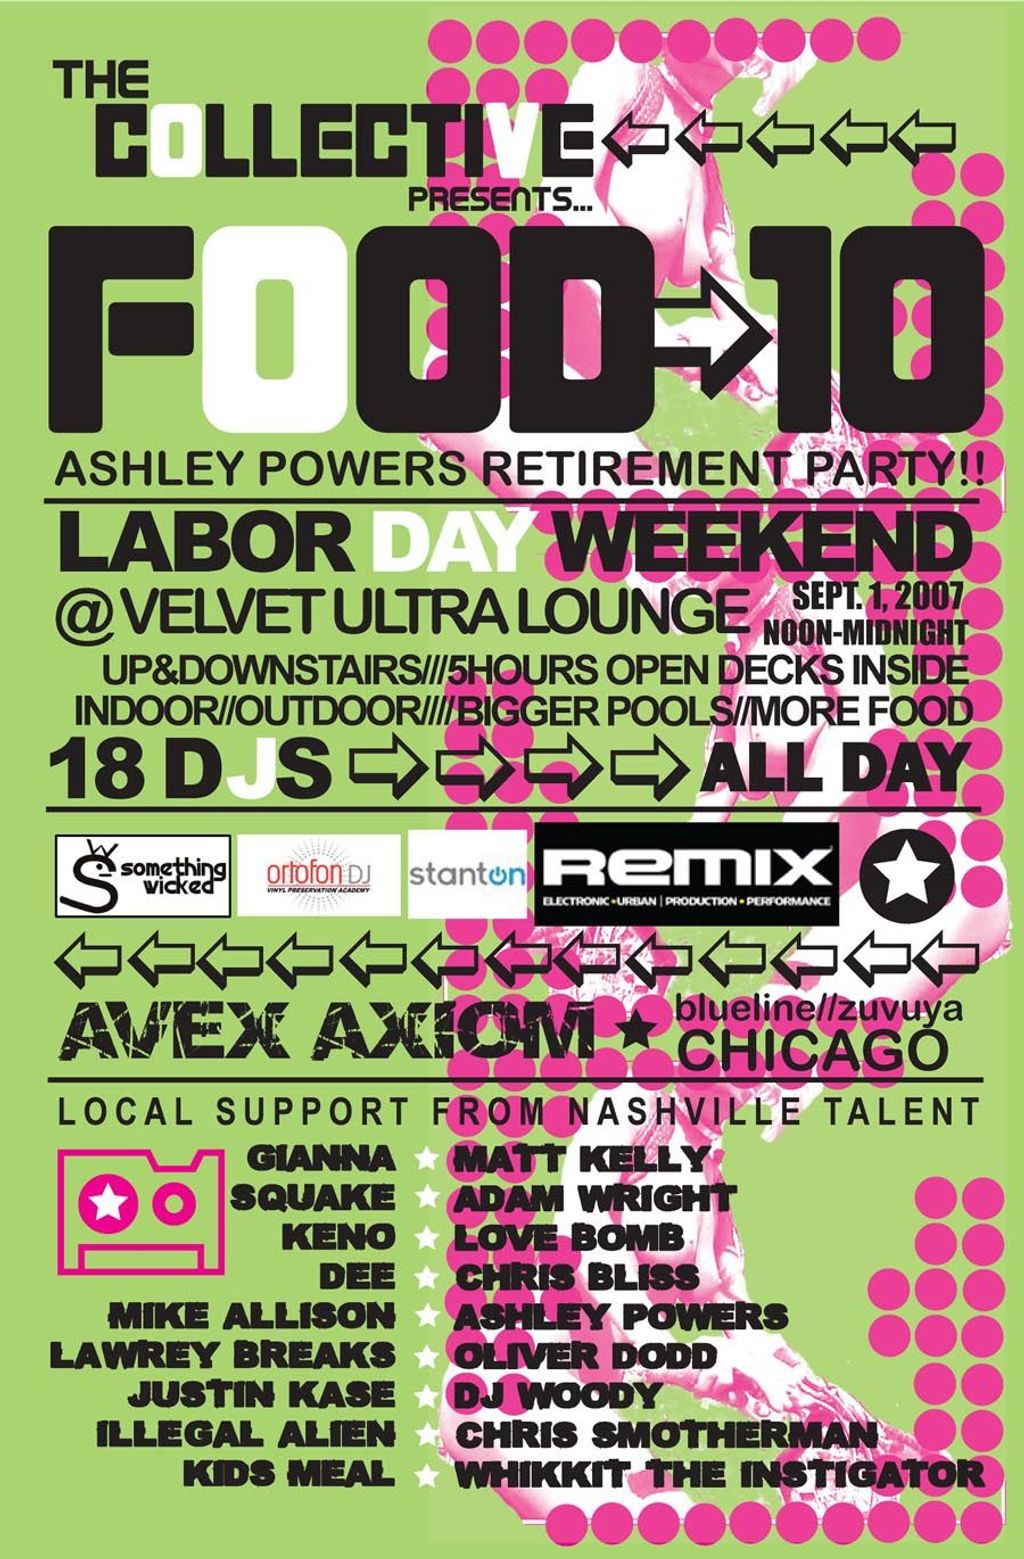 THE
COLLECTIVE
PRESENTS...
FOOD 10
ASHLEY POWERS RETIREMENT PARTY!!
LABOR DAY WEEKEND
@ VELVET ULTRA LOUNGE
SEPT. 1, 2007
NOON-MIDNIGHT
UP&DOWNSTAIRS///5HOURS OPEN DECKS INSIDE
INDOOR//OUTDOOR////BIGGER POOLS//MORE FOOD
18 DJS ALL DAY
something
wicked
ortofon DJ
VINYL PRESERVATION ACADEMY
stanton
REMIX
ELECTRONIC • URBAN | PRODUCTION • PERFORMANCE
AVEX AXIOM
blueline//zuvuya
CHICAGO
LOCAL SUPPORT FROM NASHVILLE TALENT
GIANNA MATT KELLY
SQUAKE ADAM WRIGHT
KENO LOVE BOMB
DEE CHRIS BLISS
MIKE ALLISON ASHLEY POWERS
LAWREY BREAKS OLIVER DODD
JUSTIN KASE DJ WOODY
ILLEGAL ALIEN CHRIS SMOTHERMAN
KIDS MEAL WHIKKIT THE INSTIGATOR